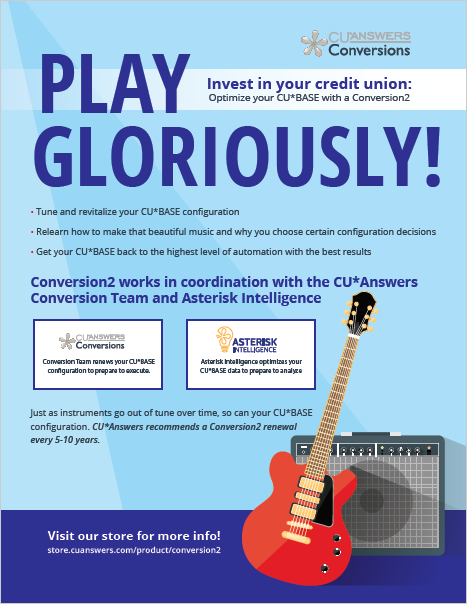 CU*ANSWERS
Conversions
PLAY
Invest in your credit union:
Optimize your CU*BASE with a Conversion2
GLORIOUSLY!
• Tune and revitalize your CU*BASE configuration
• Relearn how to make that beautiful music and why you choose certain configuration decisions
• Get your CU*BASE back to the highest level of automation with the best results
Conversion2 works in coordination with the CU*Answers
Conversion Team and Asterisk Intelligence
CU*ANSWERS
Conversions
Conversion Team renews your CU*BASE
configuration to prepare to execute.
ASTERISK
INTELLIGENCE
Asterisk Intelligence optimizes your
CU*BASE data to prepare to analyze
Just as instruments go out of tune over time, so can your CU*BASE
configuration. CU*Answers recommends a Conversion2 renewal
every 5-10 years.
Visit our store for more info!
store.cuanswers.com/product/conversion2